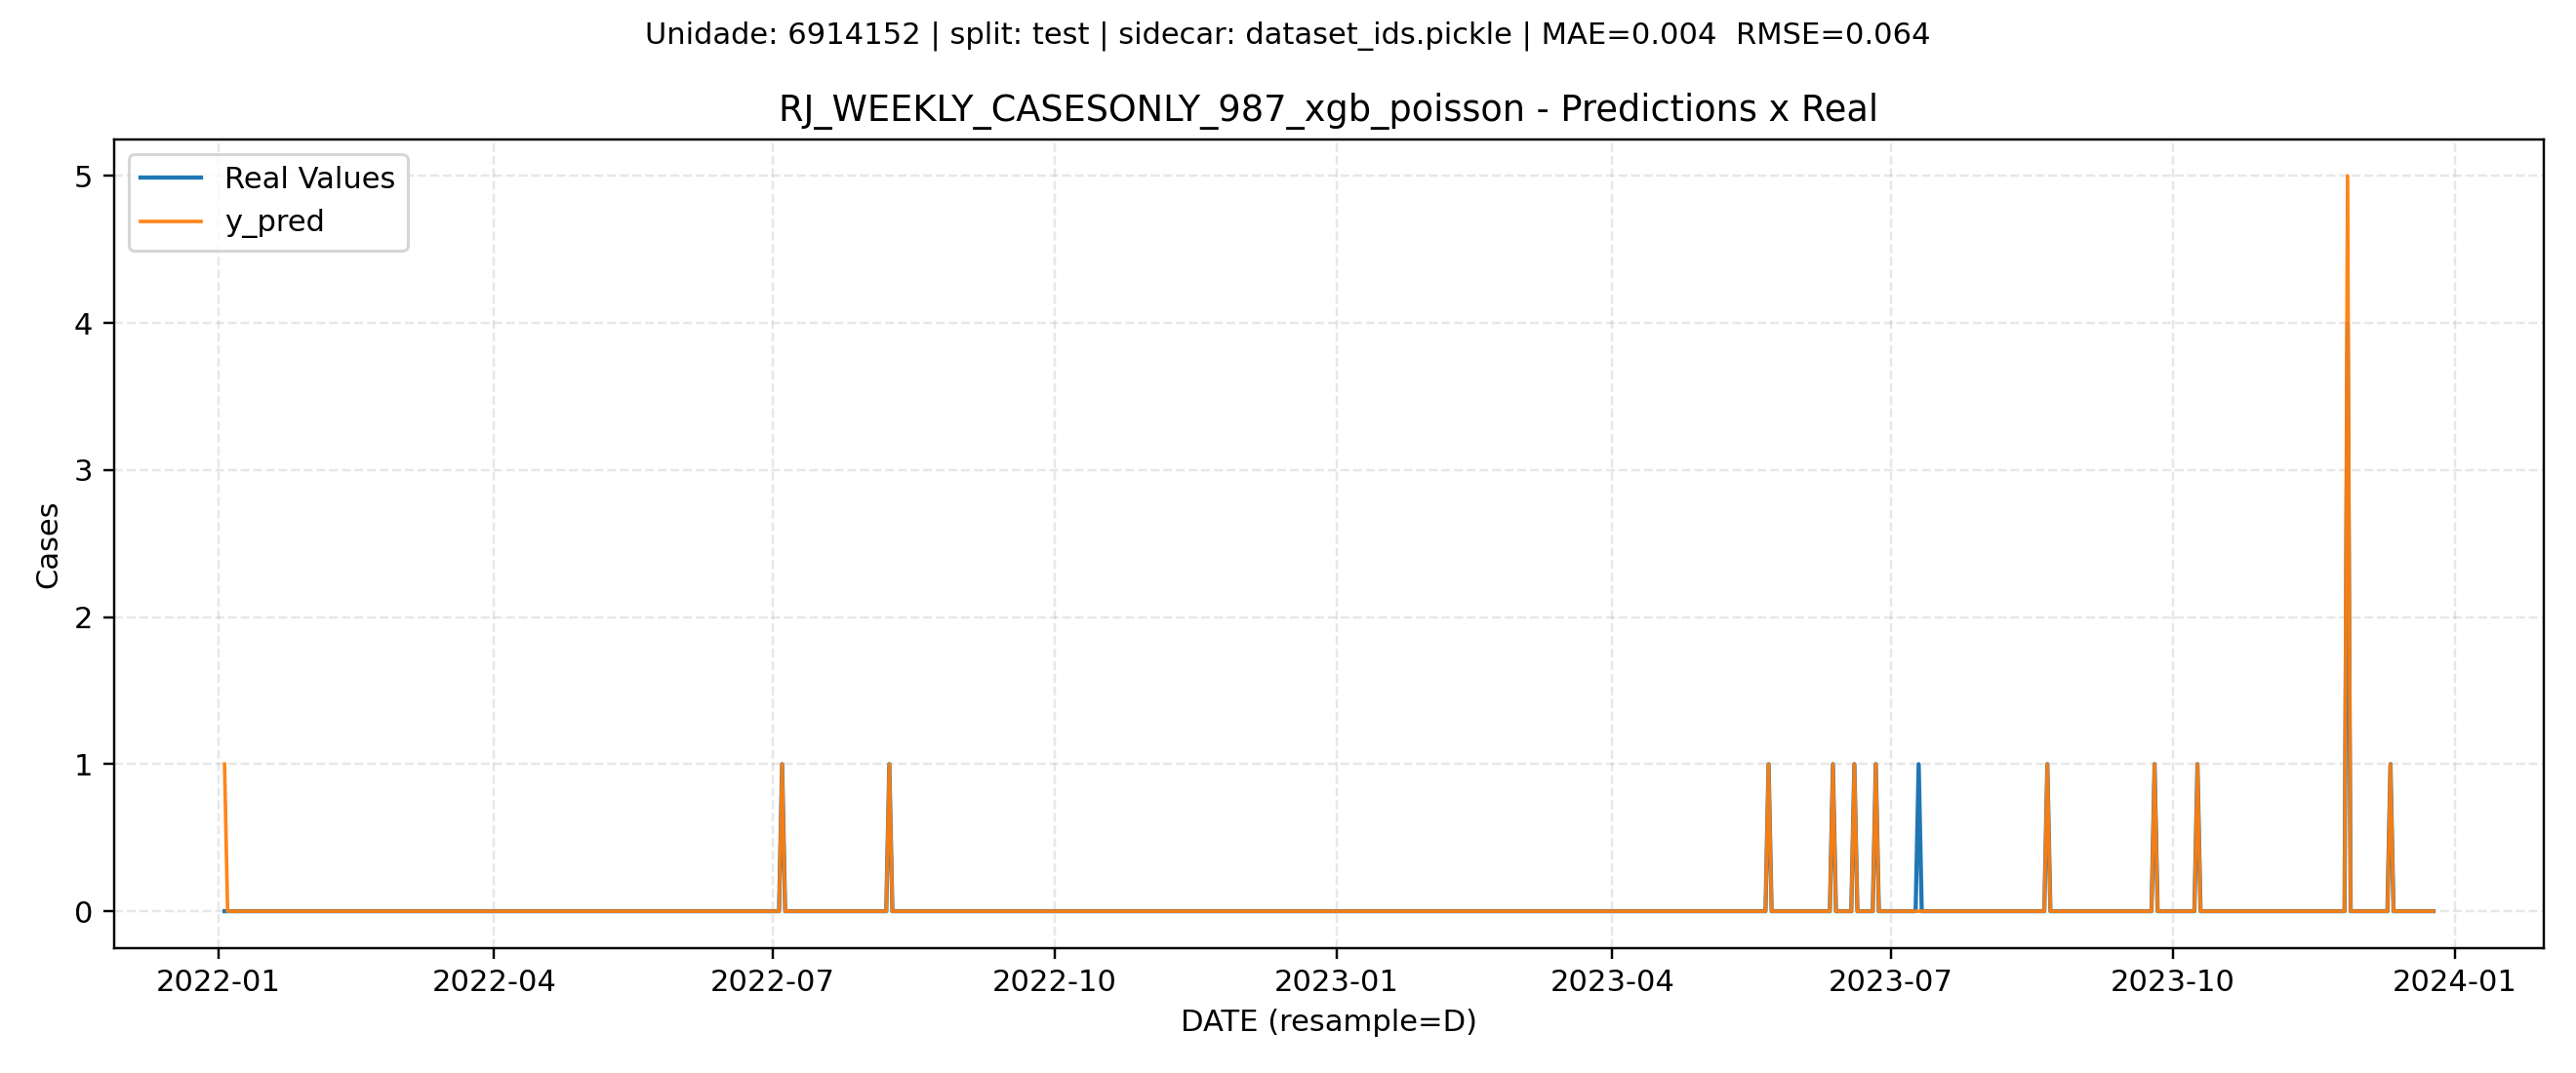 Unidade: 6914152 | split: test | sidecar: dataset_ids.pickle | MAE=0.004  RMSE=0.064
RJ_WEEKLY_CASESONLY_987_xgb_poisson - Predictions x Real
Real Values
y_pred
5
4
3
2
1
0
Cases
2022-01 2022-04 2022-07 2022-10 2023-01 2023-04 2023-07 2023-10 2024-01
DATE (resample=D)